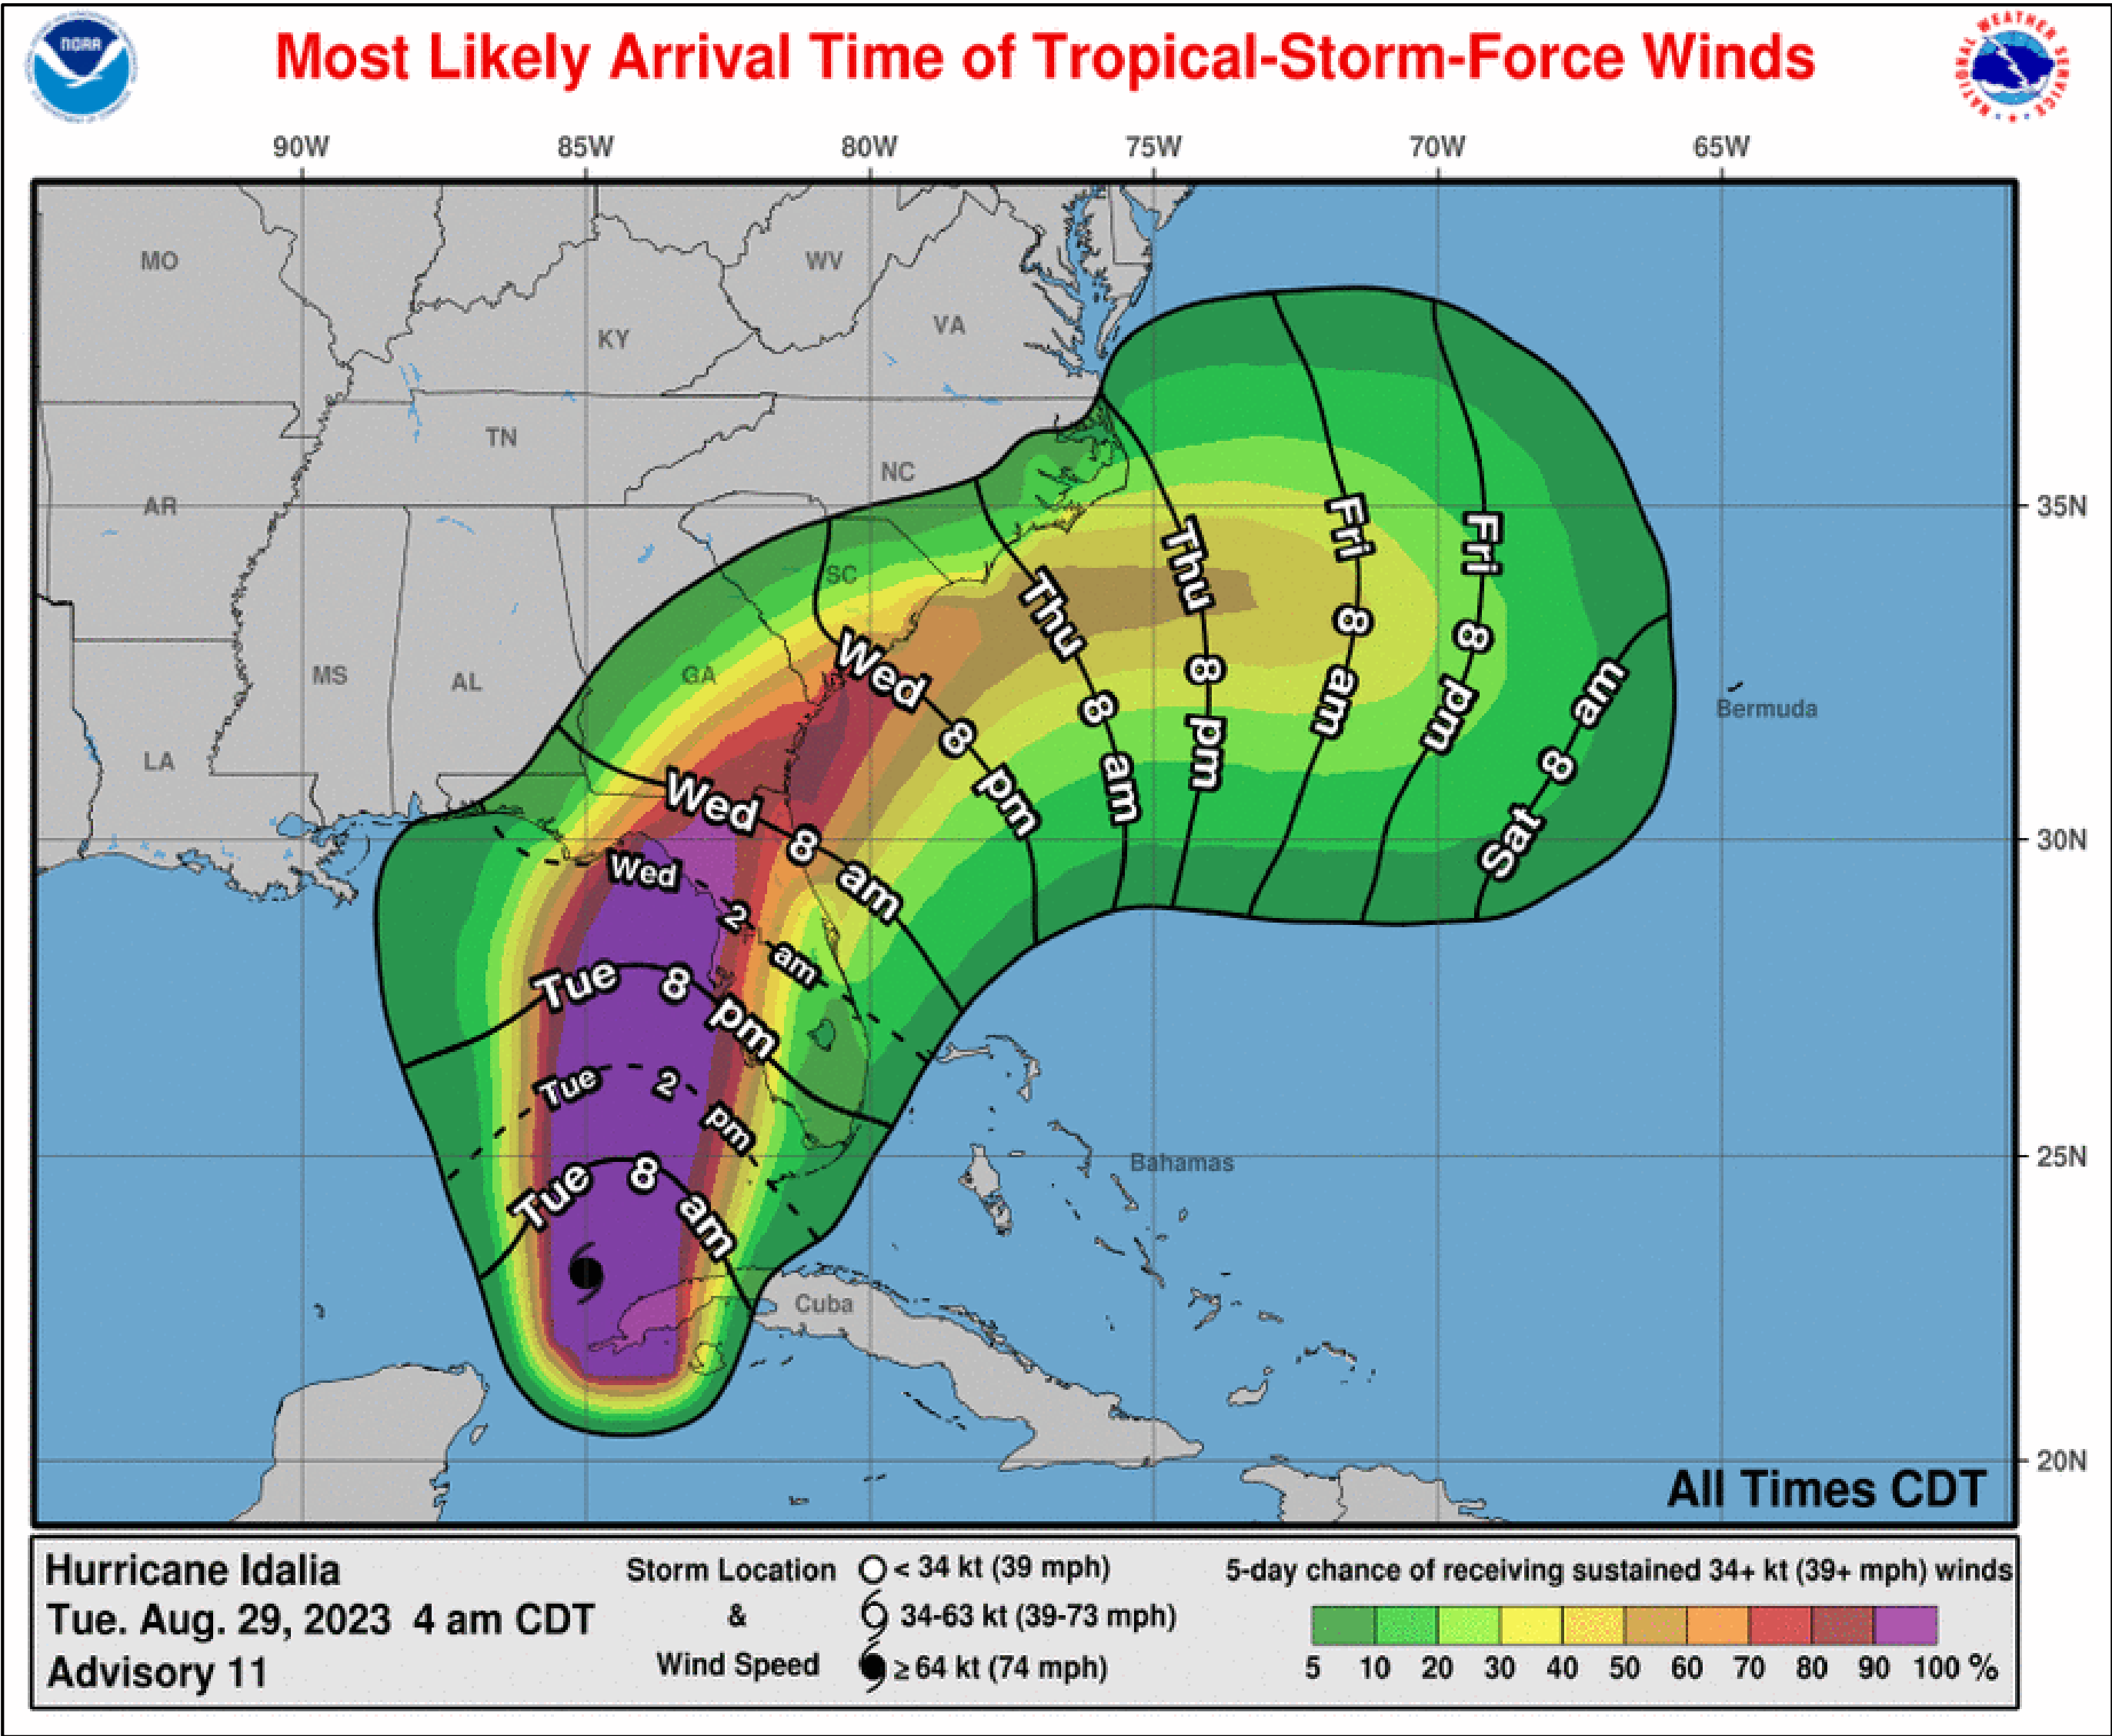 NOAA
Most Likely Arrival Time of Tropical-Storm-Force Winds
NATIONAL WEATHER SERVICE
90W 85W 80W 75W 70W 65W
MO
WV
VA
KY
TN
NC
AR
35N
SC
MS
AL
GA
LA
Bermuda
30N
FL
25N
Bahamas
Cuba
20N
Tue 8 am
Tue 2 pm
Tue 8 pm
Wed 2 am
Wed 8 am
Wed 8 pm
Thu 8 am
Thu 8 pm
Fri 8 am
Fri 8 pm
Sat 8 am
All Times CDT
Hurricane Idalia
Tue. Aug. 29, 2023 4 am CDT
Advisory 11
Storm Location
&
Wind Speed
< 34 kt (39 mph)
34-63 kt (39-73 mph)
≥ 64 kt (74 mph)
5-day chance of receiving sustained 34+ kt (39+ mph) winds
5 10 20 30 40 50 60 70 80 90 100 %